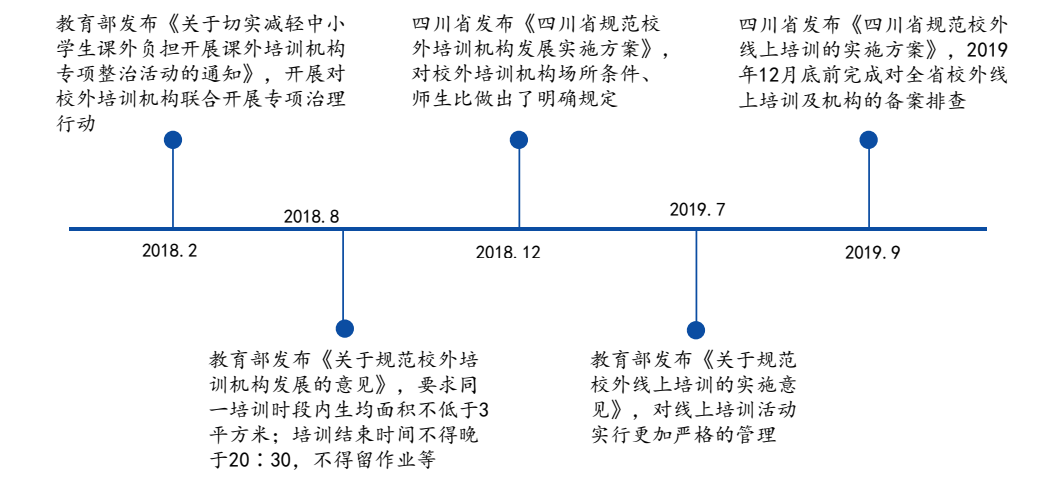 教育部发布《关于切实减轻中小
学生课外负担开展课外培训机构
专项整治活动的通知》，开展对
校外培训机构联合开展专项治理
行动
四川省发布《四川省规范校
外培训机构发展实施方案》，
对校外培训机构场所条件、
师生比做出了明确规定
四川省发布《四川省规范校外
线上培训的实施方案》，2019
年12月底前完成对全省校外线
上培训及机构的备案排查
2018.8
2019.7
2018.2
2018.12
2019.9
教育部发布《关于规范校外培
训机构发展的意见》，要求同
一培训时段内生均面积不低于3
平方米；培训结束时间不得晚
于20：30，不得留作业等
教育部发布《关于规范
校外线上培训的实施意
见》，对线上培训活动
实行更加严格的管理